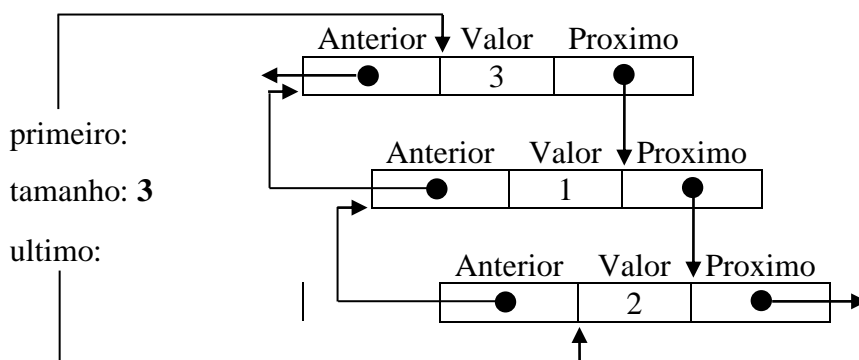 Anterior Valor Proximo
3
primeiro:
Anterior Valor Proximo
tamanho: 3
1
ultimo:
Anterior Valor Proximo
2